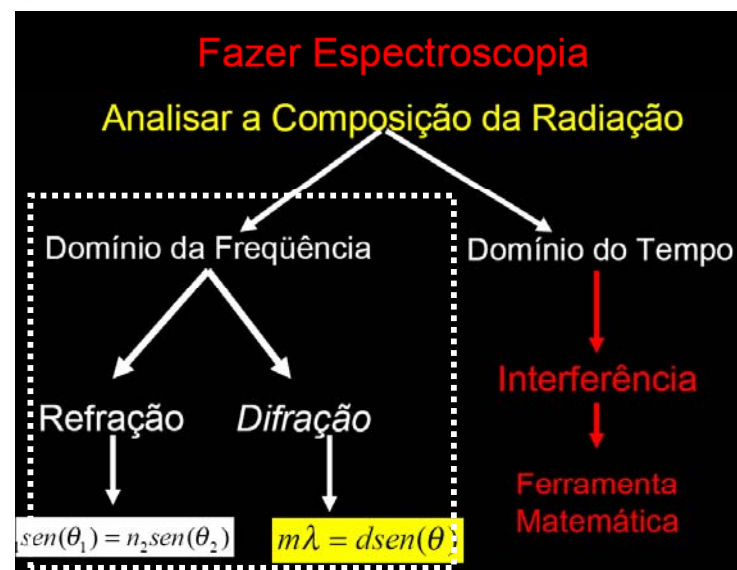 Fazer Espectroscopia
Analisar a Composição da Radiação
Domínio da Freqüência
Domínio do Tempo
Refração
Difração
Interferência
Ferramenta
Matemática
sen(θ₁) = n₂sen(θ₂)
mλ = dsen(θ)